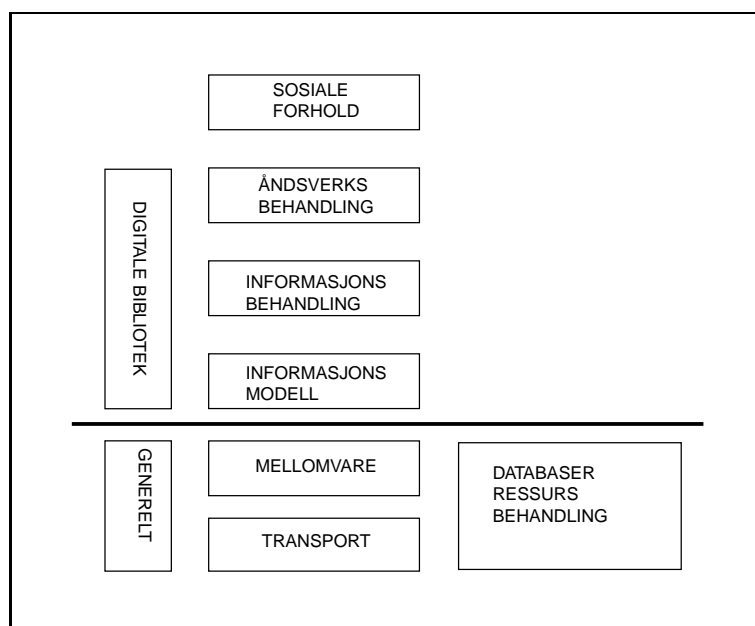 SOSIALE
FORHOLD
DIGITALE BIBLIOTEK
ÅNDSVERKS
BEHANDLING
INFORMASJONS
BEHANDLING
INFORMASJONS
MODELL
GENERELT
MELLOMVARE
TRANSPORT
DATABASER
RESSURS
BEHANDLING